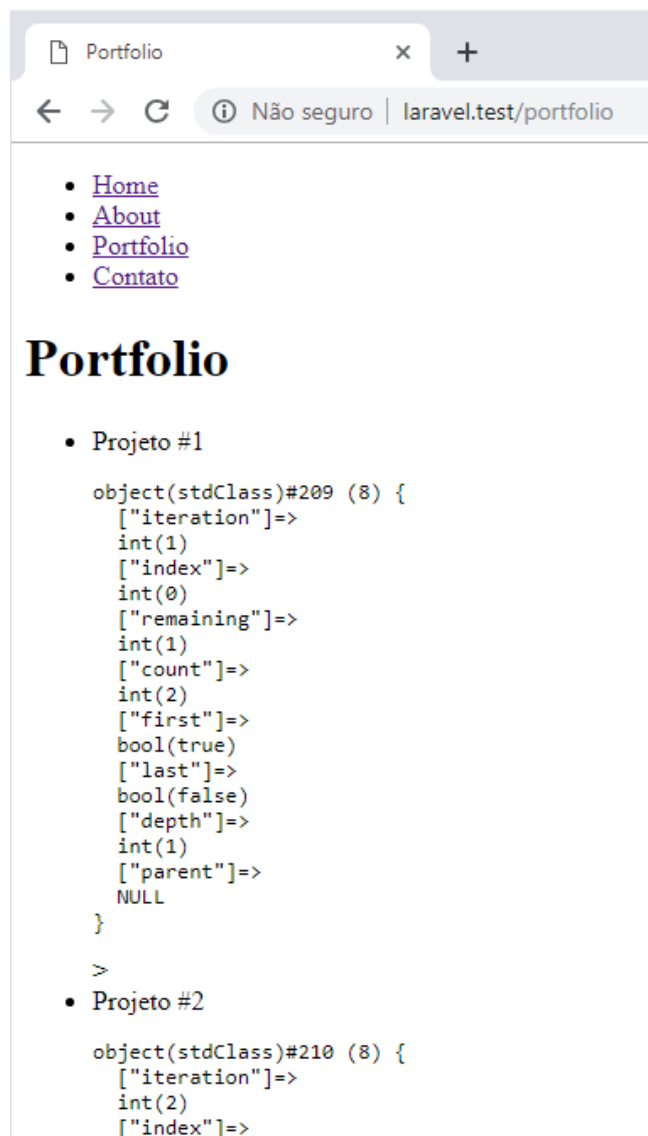 Portfolio
Não seguro | laravel.test/portfolio
Home
About
Portfolio
Contato
Portfolio
Projeto #1
object(stdClass)#209 (8) {
["iteration"]=>
int(1)
["index"]=>
int(0)
["remaining"]=>
int(1)
["count"]=>
int(2)
["first"]=>
bool(true)
["last"]=>
bool(false)
["depth"]=>
int(1)
["parent"]=>
NULL
}
>
Projeto #2
object(stdClass)#210 (8) {
["iteration"]=>
int(2)
["index"]=>